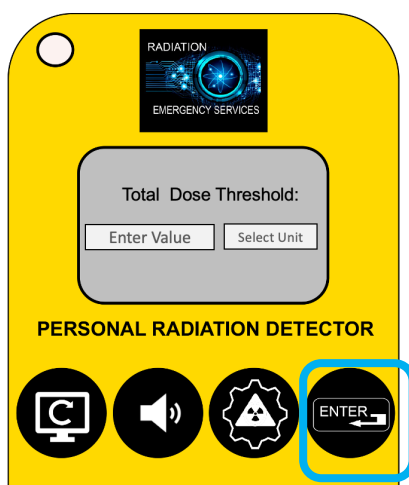 RADIATION
EMERGENCY SERVICES
Total Dose Threshold:
Enter Value
Select Unit
PERSONAL RADIATION DETECTOR
C
ENTER